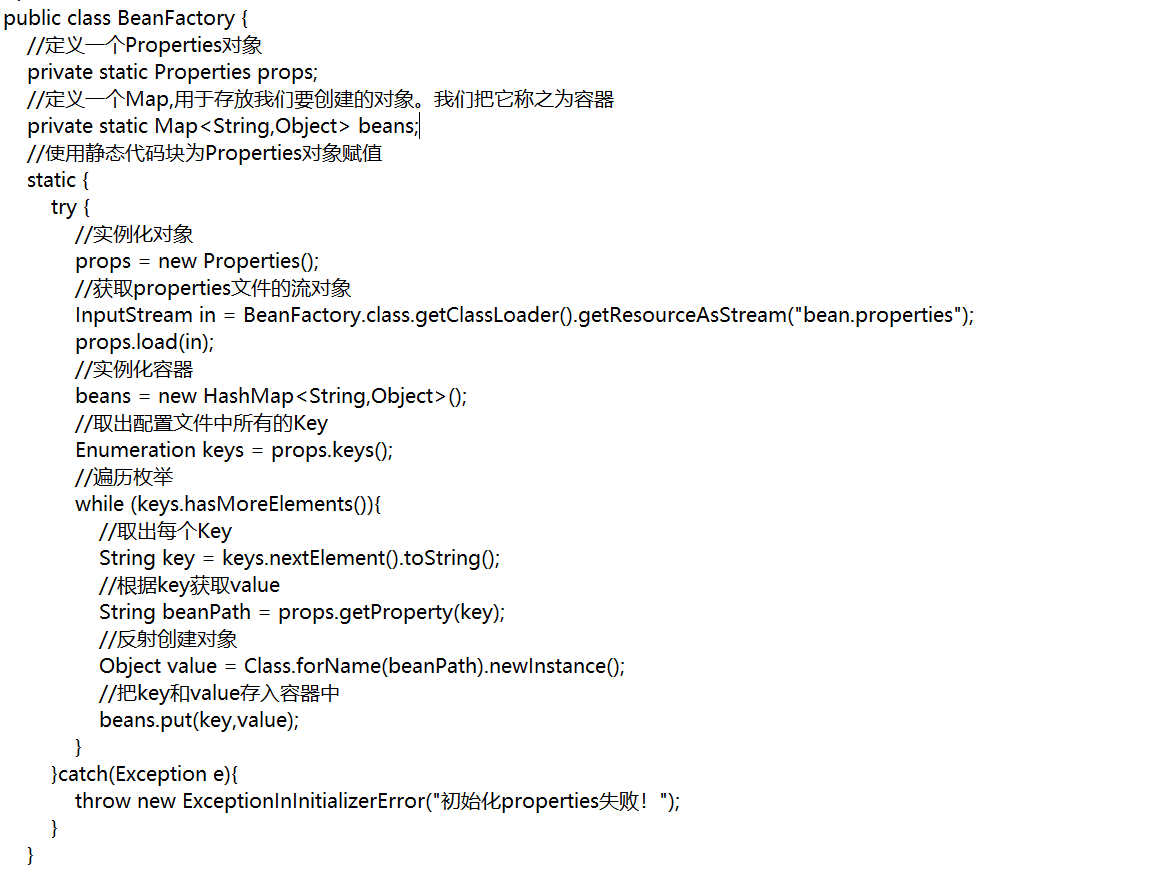 public class BeanFactory {
//定义一个Properties对象
private static Properties props;
//定义一个Map,用于存放我们要创建的对象。我们把它称之为容器
private static Map<String,Object> beans;
//使用静态代码块为Properties对象赋值
static {
try {
//实例化对象
props = new Properties();
//获取properties文件的流对象
InputStream in = BeanFactory.class.getClassLoader().getResourceAsStream("bean.properties");
props.load(in);
//实例化容器
beans = new HashMap<String,Object>();
//取出配置文件中所有的Key
Enumeration keys = props.keys();
//遍历枚举
while (keys.hasMoreElements()){
//取出每个Key
String key = keys.nextElement().toString();
//根据key获取value
String beanPath = props.getProperty(key);
//反射创建对象
Object value = Class.forName(beanPath).newInstance();
//把key和value存入容器中
beans.put(key,value);
}
}catch(Exception e){
throw new ExceptionInInitializerError("初始化properties失败！");
}
}